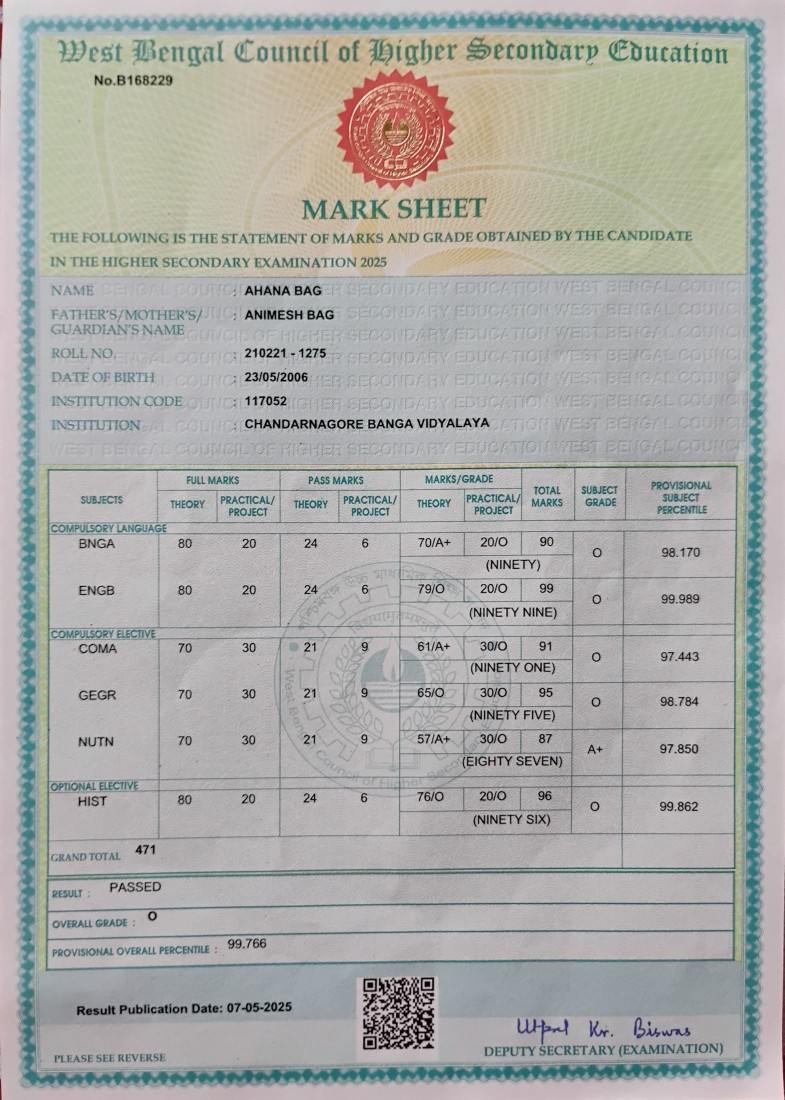 West Bengal Council of Higher Secondary Education
No.B168229
MARK SHEET
THE FOLLOWING IS THE STATEMENT OF MARKS AND GRADE OBTAINED BY THE CANDIDATE
IN THE HIGHER SECONDARY EXAMINATION 2025
NAME : AHANA BAG
FATHER'S/MOTHER'S/ : ANIMESH BAG
GUARDIAN'S NAME
ROLL NO. : 210221 - 1275
DATE OF BIRTH : 23/05/2006
INSTITUTION CODE : 117052
INSTITUTION : CHANDARNAGORE BANGA VIDYALAYA
SUBJECTS FULL MARKS PASS MARKS MARKS/GRADE TOTAL MARKS SUBJECT GRADE PROVISIONAL SUBJECT PERCENTILE
THEORY PRACTICAL/PROJECT THEORY PRACTICAL/PROJECT THEORY PRACTICAL/PROJECT
COMPULSORY LANGUAGE
BNGA 80 20 24 6 70/A+ 20/O 90 O 98.170
(NINETY)
ENGB 80 20 24 6 79/O 20/O 99 O 99.989
(NINETY NINE)
COMPULSORY ELECTIVE
COMA 70 30 21 9 61/A+ 30/O 91 O 97.443
(NINETY ONE)
GEGR 70 30 21 9 65/O 30/O 95 O 98.784
(NINETY FIVE)
NUTN 70 30 21 9 57/A+ 30/O 87 A+ 97.850
(EIGHTY SEVEN)
OPTIONAL ELECTIVE
HIST 80 20 24 6 76/O 20/O 96 O 99.862
(NINETY SIX)
GRAND TOTAL 471
RESULT : PASSED
OVERALL GRADE : O
PROVISIONAL OVERALL PERCENTILE : 99.766
Result Publication Date: 07-05-2025
Utpal Kr. Biswas
PLEASE SEE REVERSE
DEPUTY SECRETARY (EXAMINATION)